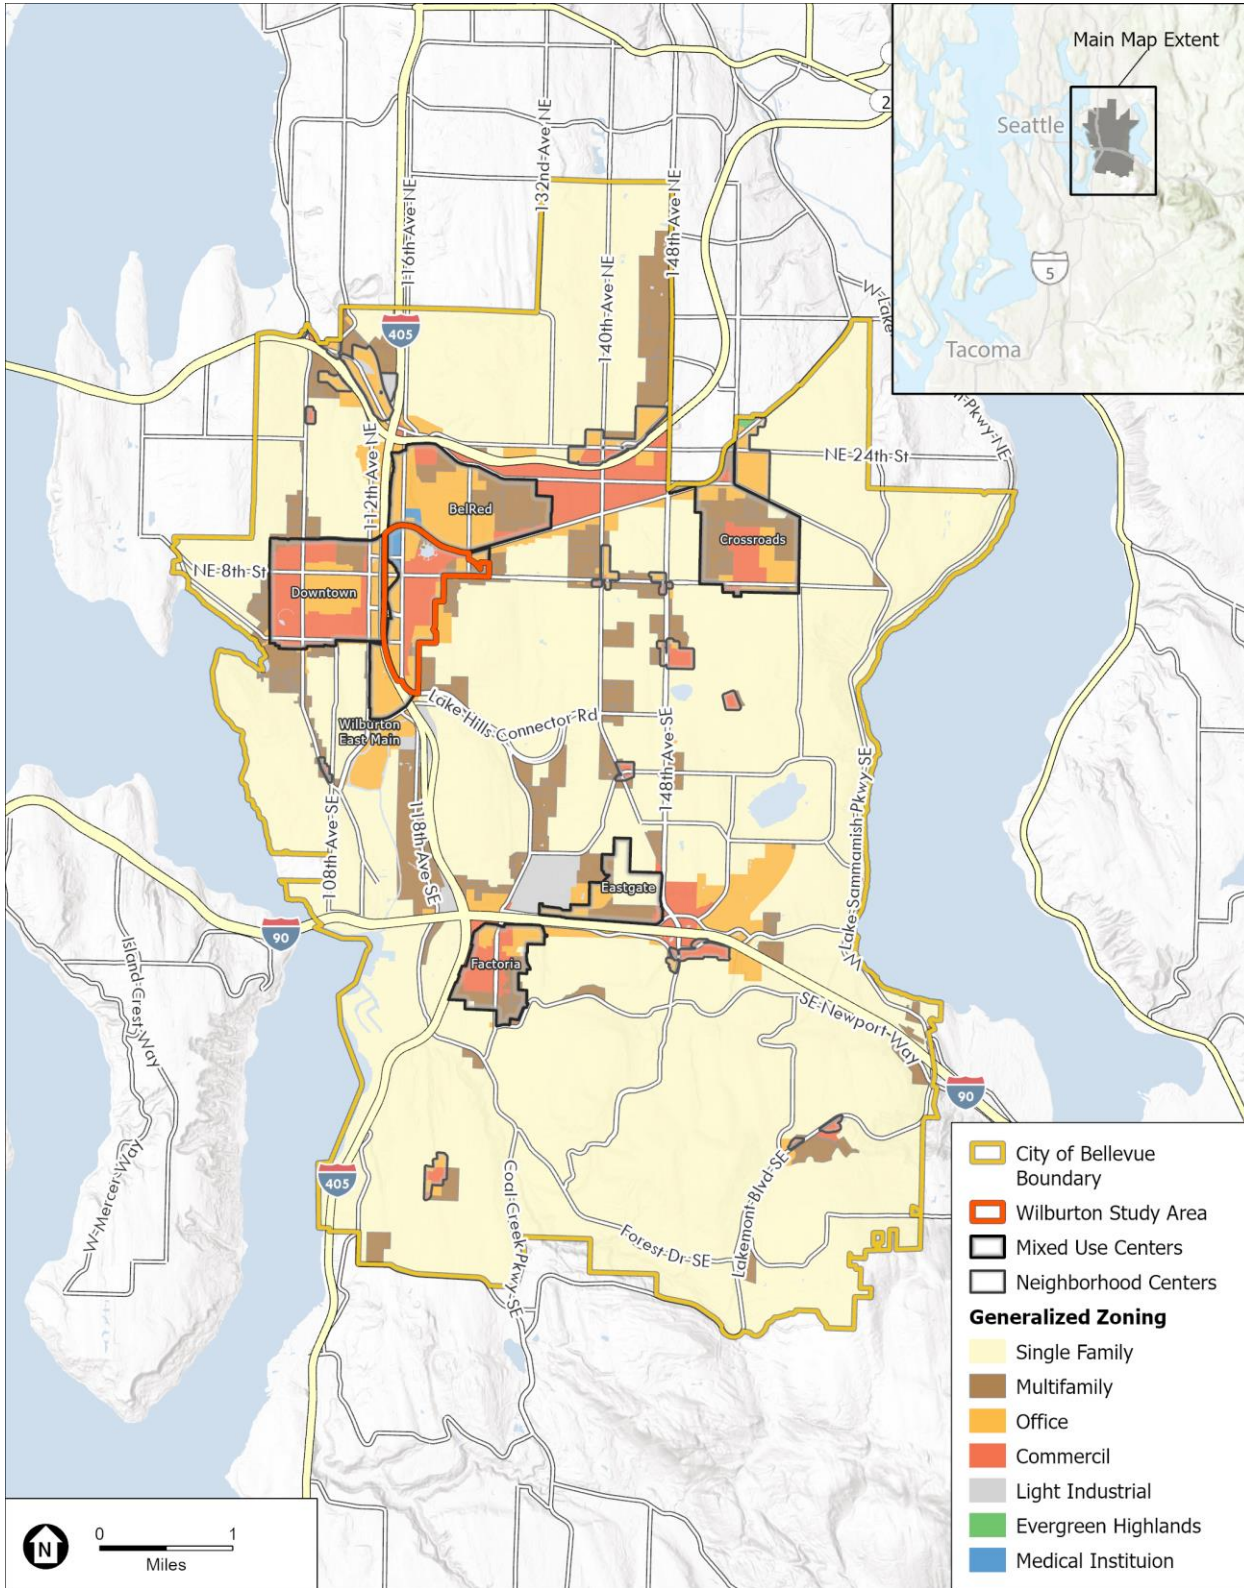 Main Map Extent
Seattle
5
Tacoma
2
132nd-Ave-NE
116th-Ave-NE
148th-Ave-NE
140th-Ave-NE
405
112th-Ave-NE
W-Lake
Pkwy-NE
NE-24th-St
BelRed
Crossroads
NE-8th-St
Downtown
Wilburton
East Main
Lake-Hills-Connector-Rd
148th-Ave-SE
108th-Ave-SE
118th-Ave-SE
W-Lake-Sammamish-Pkwy-SE
Eastgate
90
Factoria
Island-Crest-Way
SE-Newport-Way
90
W-Mercer-Way
405
Coal-Creek-Pkwy-SE
Forest-Dr-SE
Lakemont-Blvd-SE
City of Bellevue
Boundary
Wilburton Study Area
Mixed Use Centers
Neighborhood Centers
Generalized Zoning
Single Family
Multifamily
Office
Commercil
Light Industrial
Evergreen Highlands
Medical Instituion
N
0 1
Miles